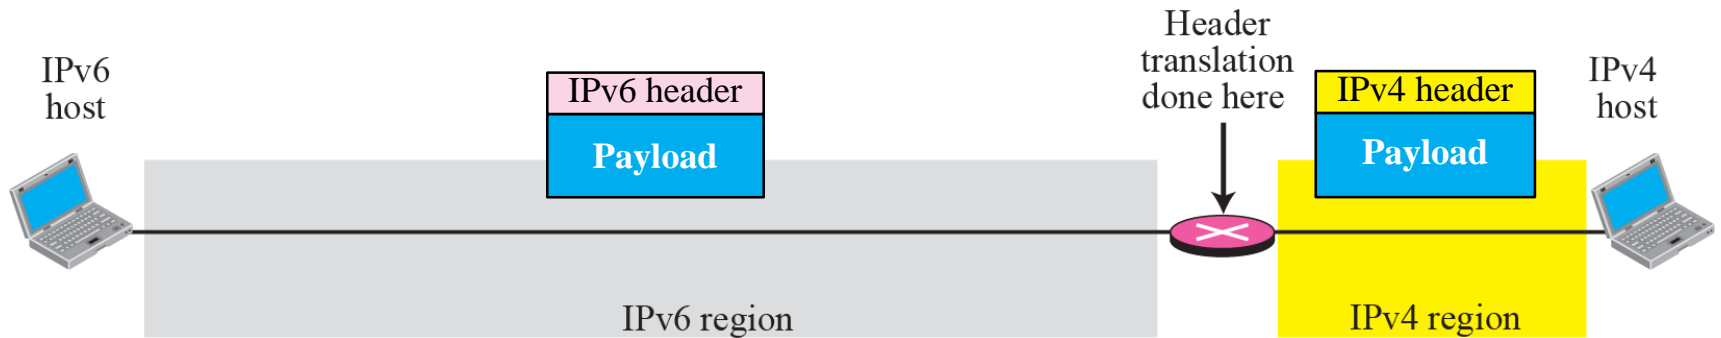 IPv6
host
IPv6 header
Payload
Header
translation
done here
IPv4 header
Payload
IPv4
host
IPv6 region
IPv4 region